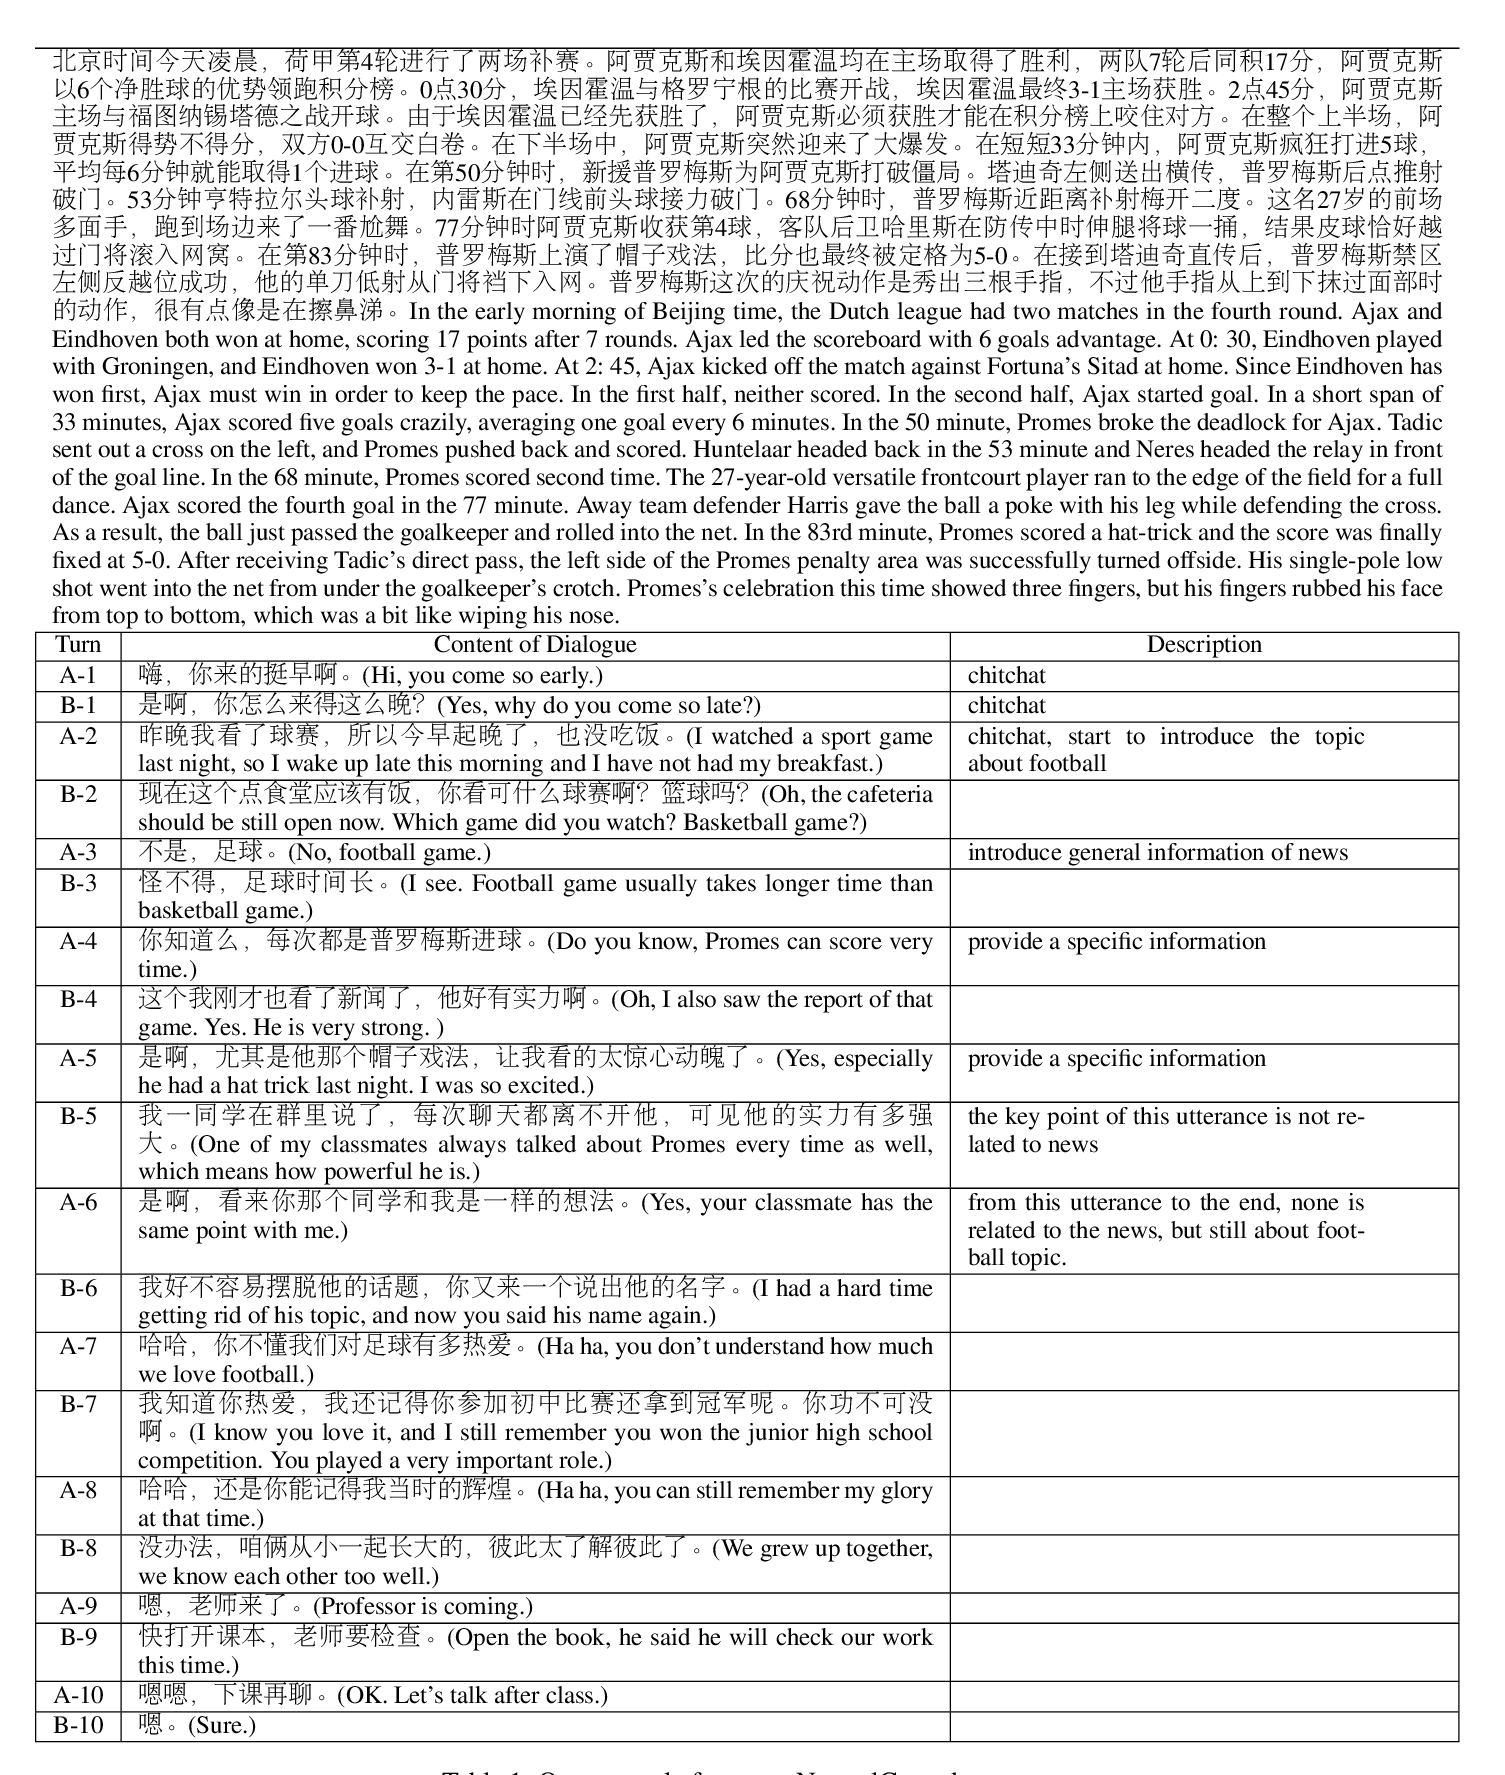 北京时间今天凌晨，荷甲第4轮进行了两场补赛。阿贾克斯和埃因霍温均在主场取得了胜利，两队7轮后同积17分，阿贾克斯
以6个净胜球的优势领跑积分榜。0点30分，埃因霍温与格罗宁根的比赛开战，埃因霍温最终3-1主场获胜。2点45分，阿贾克斯
主场与福图纳锡塔德之战开球。由于埃因霍温已经先获胜了，阿贾克斯必须获胜才能在积分榜上咬住对方。在整个上半场，阿
贾克斯得势不得分，双方0-0互交白卷。在下半场中，阿贾克斯突然迎来了大爆发。在短短33分钟内，阿贾克斯疯狂打进5球，
平均每6分钟就能取得1个进球。在第50分钟时，新援普罗梅斯为阿贾克斯打破僵局。塔迪奇左侧送出横传，普罗梅斯后点推射
破门。53分钟亨特拉尔头球补射，内雷斯在门线前头球接力破门。68分钟时，普罗梅斯近距离补射梅开二度。这名27岁的前场
多面手，跑到场边来了一番尬舞。77分钟时阿贾克斯收获第4球，客队后卫哈里斯在防传中时伸腿将球一捅，结果皮球恰好越
过门将滚入网窝。在第83分钟时，普罗梅斯上演了帽子戏法，比分也最终被定格为5-0。在接到塔迪奇直传后，普罗梅斯禁区
左侧反越位成功，他的单刀低射从门将裆下入网。普罗梅斯这次的庆祝动作是秀出三根手指，不过他手指从上到下抹过面部时
的动作，很有点像是在擦鼻涕。In the early morning of Beijing time, the Dutch league had two matches in the fourth round. Ajax and
Eindhoven both won at home, scoring 17 points after 7 rounds. Ajax led the scoreboard with 6 goals advantage. At 0: 30, Eindhoven played
with Groningen, and Eindhoven won 3-1 at home. At 2: 45, Ajax kicked off the match against Fortuna's Sitad at home. Since Eindhoven has
won first, Ajax must win in order to keep the pace. In the first half, neither scored. In the second half, Ajax started goal. In a short span of
33 minutes, Ajax scored five goals crazily, averaging one goal every 6 minutes. In the 50 minute, Promes broke the deadlock for Ajax. Tadic
sent out a cross on the left, and Promes pushed back and scored. Huntelaar headed back in the 53 minute and Neres headed the relay in front
of the goal line. In the 68 minute, Promes scored second time. The 27-year-old versatile frontcourt player ran to the edge of the field for a full
dance. Ajax scored the fourth goal in the 77 minute. Away team defender Harris gave the ball a poke with his leg while defending the cross.
As a result, the ball just passed the goalkeeper and rolled into the net. In the 83rd minute, Promes scored a hat-trick and the score was finally
fixed at 5-0. After receiving Tadic's direct pass, the left side of the Promes penalty area was successfully turned offside. His single-pole low
shot went into the net from under the goalkeeper's crotch. Promes's celebration this time showed three fingers, but his fingers rubbed his face
from top to bottom, which was a bit like wiping his nose.
Turn Content of Dialogue Description
A-1 嗨，你来的挺早啊。(Hi, you come so early.) chitchat
B-1 是啊，你怎么来得这么晚？(Yes, why do you come so late?) chitchat
A-2 昨晚我看了球赛，所以今早起晚了，也没吃饭。(I watched a sport game chitchat, start to introduce the topic
last night, so I wake up late this morning and I have not had my breakfast.) about football
B-2 现在这个点食堂应该有饭，你看可什么球赛啊？篮球吗？(Oh, the cafeteria
should be still open now. Which game did you watch? Basketball game?)
A-3 不是，足球。(No, football game.) introduce general information of news
B-3 怪不得，足球时间长。(I see. Football game usually takes longer time than
basketball game.)
A-4 你知道么，每次都是普罗梅斯进球。(Do you know, Promes can score very provide a specific information
time.)
B-4 这个我刚才也看了新闻了，他好有实力啊。(Oh, I also saw the report of that
game. Yes. He is very strong. )
A-5 是啊，尤其是他那个帽子戏法，让我看的太惊心动魄了。(Yes, especially provide a specific information
he had a hat trick last night. I was so excited.)
B-5 我一同学在群里说了，每次聊天都离不开他，可见他的实力有多强 the key point of this utterance is not re-
大。(One of my classmates always talked about Promes every time as well, lated to news
which means how powerful he is.)
A-6 是啊，看来你那个同学和我是一样的想法。(Yes, your classmate has the from this utterance to the end, none is
same point with me.) related to the news, but still about foot-
ball topic.
B-6 我好不容易摆脱他的话题，你又来一个说出他的名字。(I had a hard time
getting rid of his topic, and now you said his name again.)
A-7 哈哈，你不懂我们对足球有多热爱。(Ha ha, you don't understand how much
we love football.)
B-7 我知道你热爱，我还记得你参加初中比赛还拿到冠军呢。你功不可没
啊。(I know you love it, and I still remember you won the junior high school
competition. You played a very important role.)
A-8 哈哈，还是你能记得我当时的辉煌。(Ha ha, you can still remember my glory
at that time.)
B-8 没办法，咱俩从小一起长大的，彼此太了解彼此了。(We grew up together,
we know each other too well.)
A-9 嗯，老师来了。(Professor is coming.)
B-9 快打开课本，老师要检查。(Open the book, he said he will check our work
this time.)
A-10 嗯嗯，下课再聊。(OK. Let's talk after class.)
B-10 嗯。(Sure.)